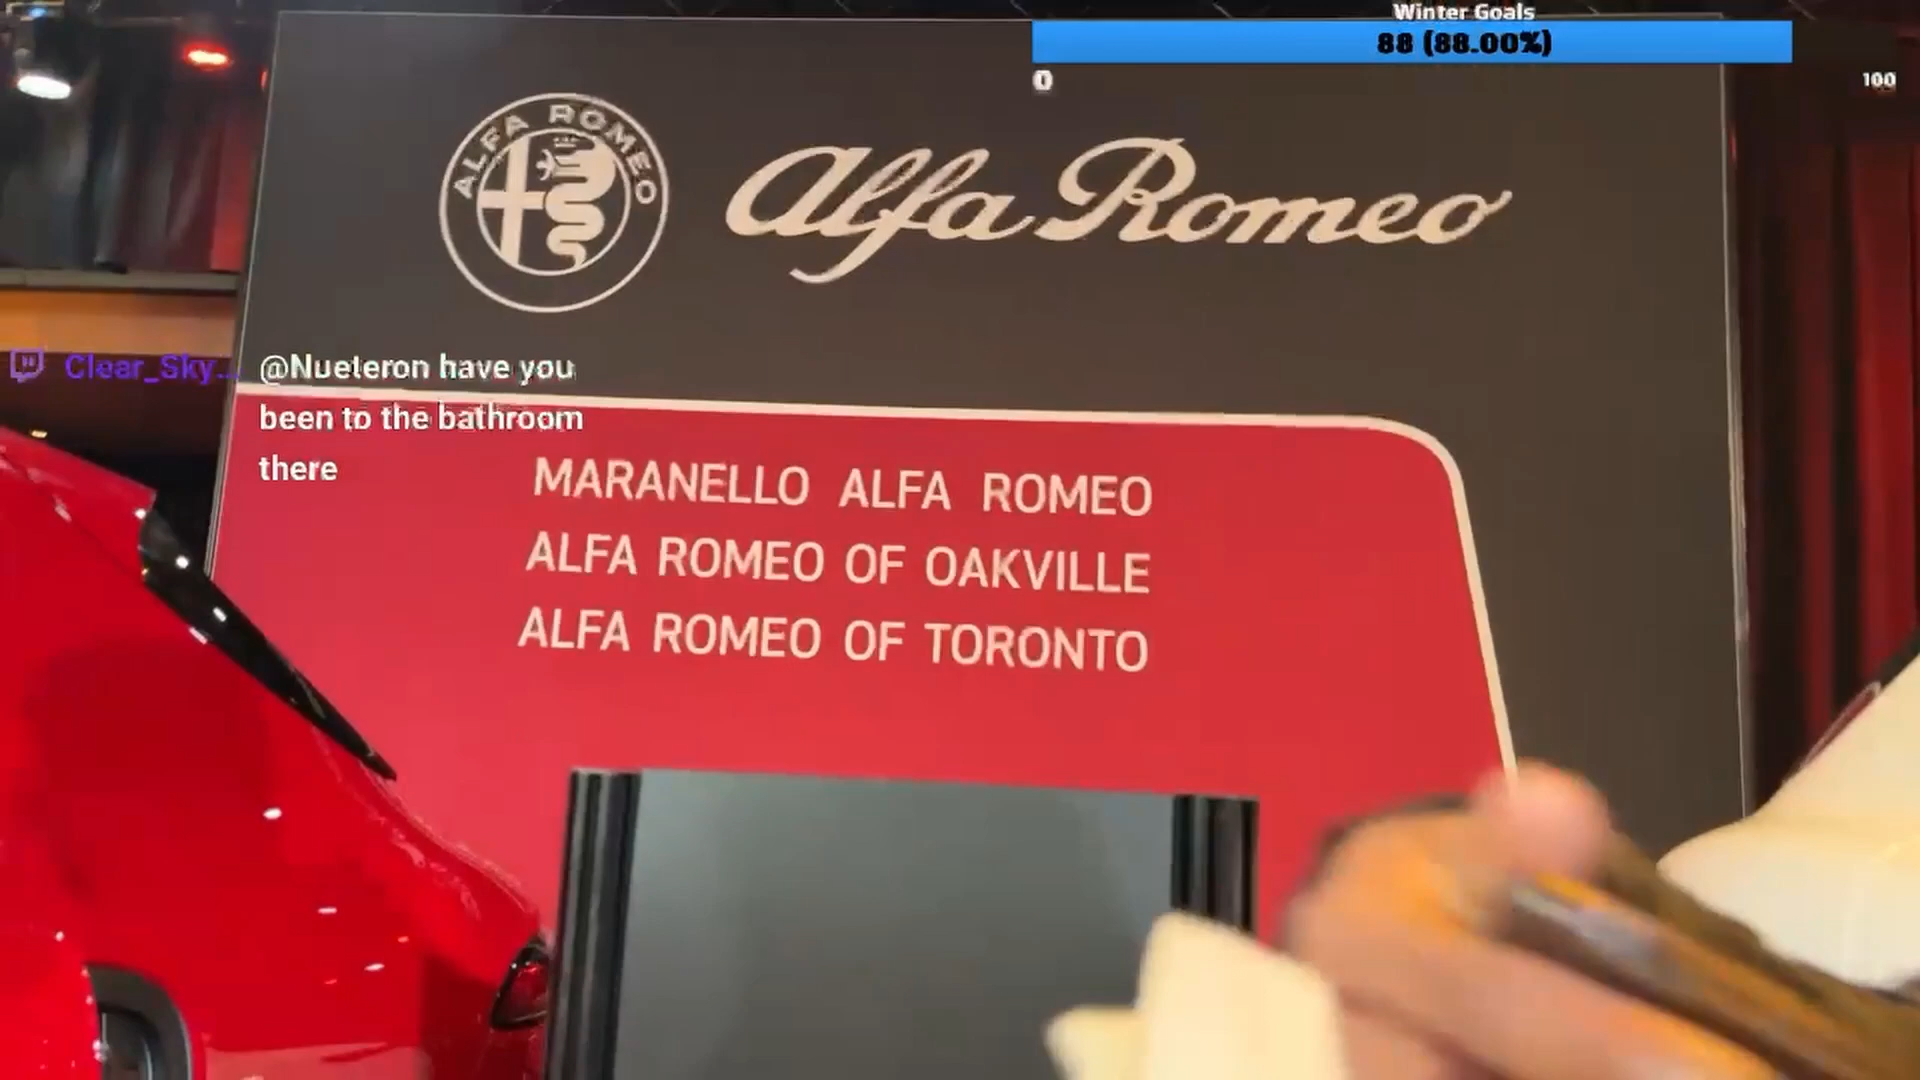 Winter Goals
88 (88.00%)
0
100
ALFA ROMEO
Alfa Romeo
Clear_Sky...
@Nueteron have you
been to the bathroom
there
MARANELLO ALFA ROMEO
ALFA ROMEO OF OAKVILLE
ALFA ROMEO OF TORONTO